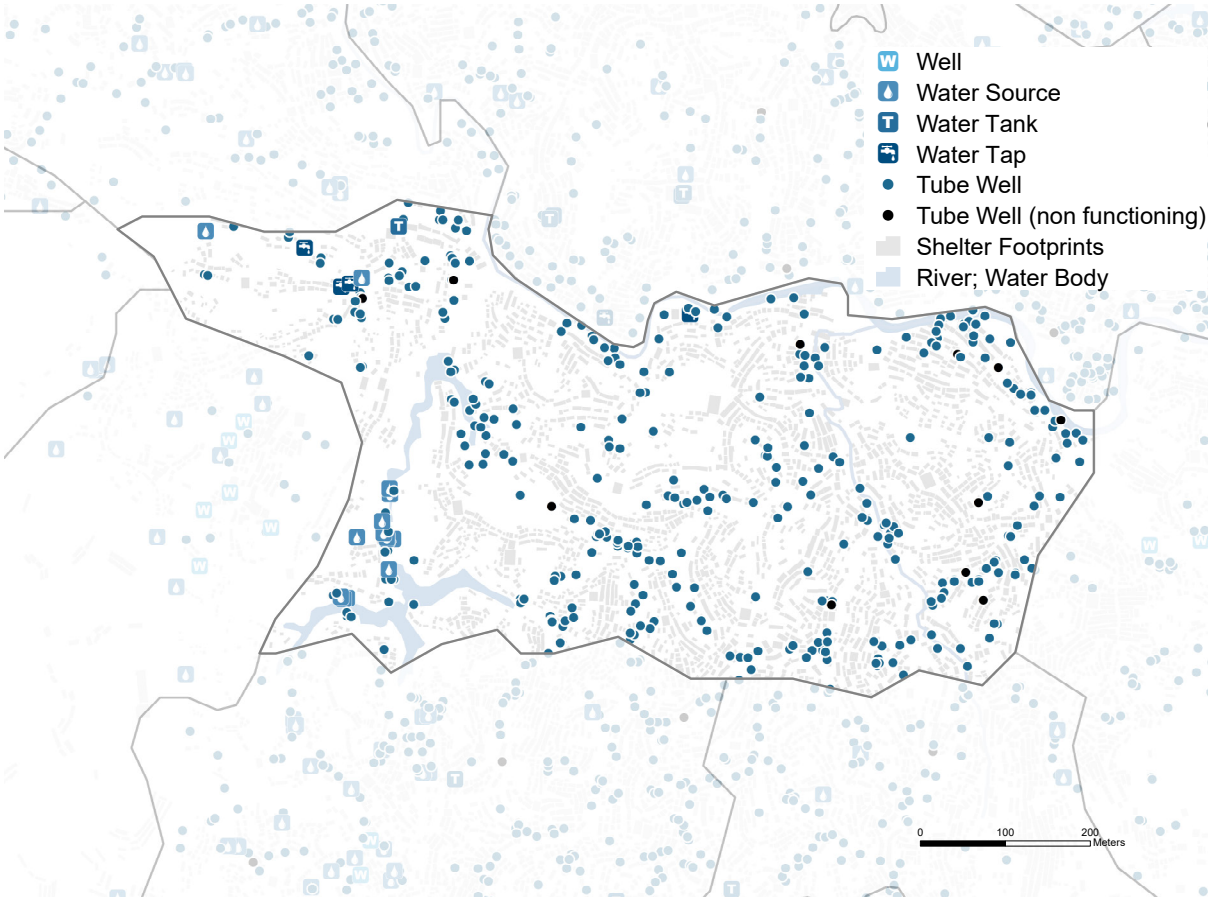 Well
Water Source
Water Tank
Water Tap
Tube Well
Tube Well (non functioning)
Shelter Footprints
River; Water Body
0 100 200
Meters